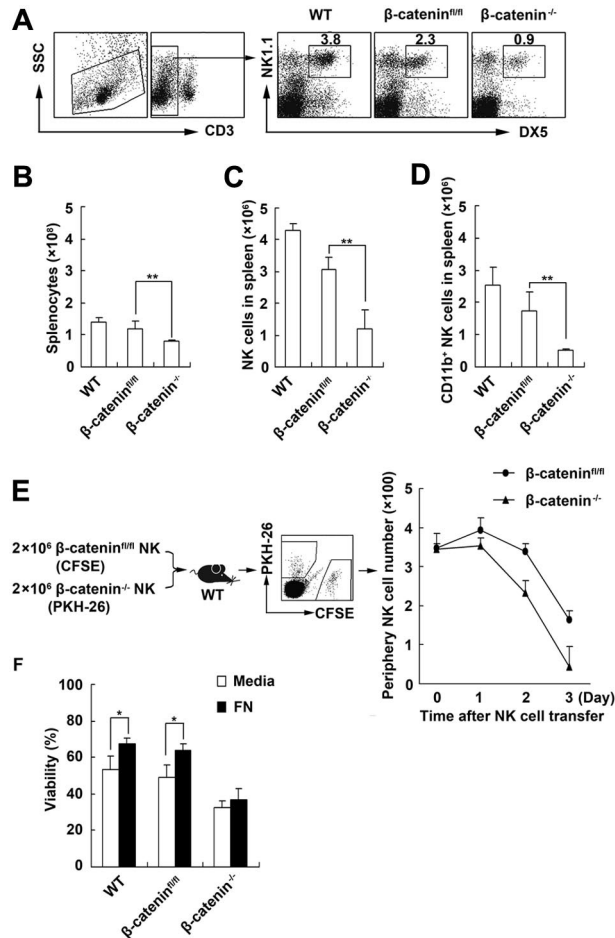 A
WT β-catenin^fl/fl β-catenin^-/-
3.8 2.3 0.9
SSC
CD3
NK1.1
DX5
B
Splenocytes (×10^8)
5
4
3
2
1
0
**
WT
β-catenin^fl/fl
β-catenin^-/-
C
NK cells in spleen (×10^6)
5
4
3
2
1
0
**
WT
β-catenin^fl/fl
β-catenin^-/-
D
CD11b^+ NK cells in spleen (×10^6)
5
4
3
2
1
0
**
WT
β-catenin^fl/fl
β-catenin^-/-
E
2×10^6 β-catenin^fl/fl NK
(CFSE)
2×10^6 β-catenin^-/- NK
(PKH-26)
WT
PKH-26
CFSE
β-catenin^fl/fl
β-catenin^-/-
Periphery NK cell number (×100)
5
4
3
2
1
0
0 1 2 3 (Day)
Time after NK cell transfer
F
Media
FN
Viability (%)
100
80
60
40
20
0
* *
WT
β-catenin^fl/fl
β-catenin^-/-